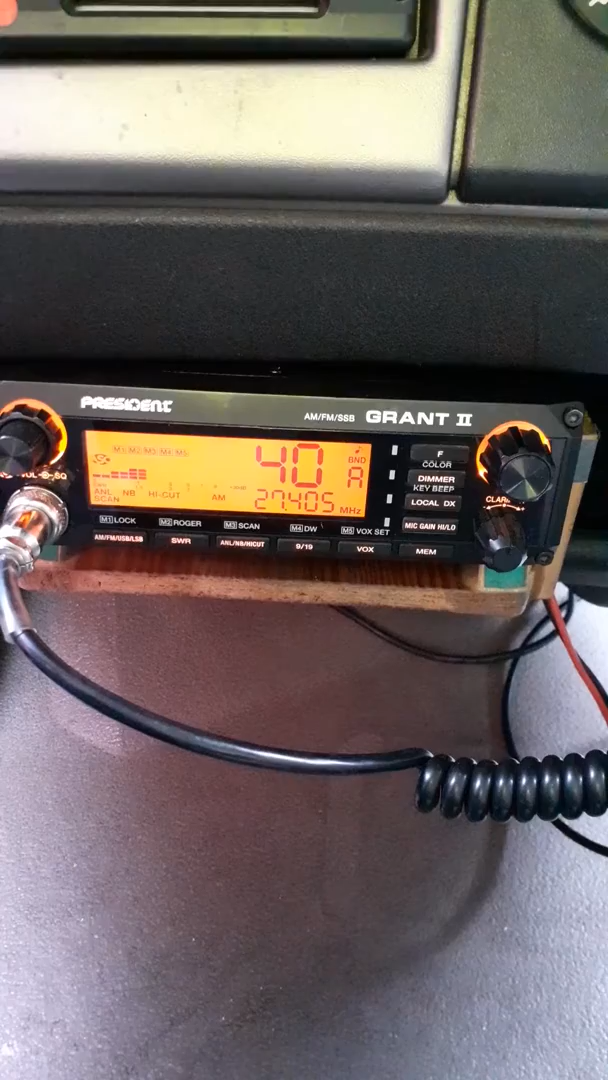 PRESIDENT
AM/FM/SSB GRANT II
M1 M2 M3 M4 M5
40
BND
A
ANL NB HI-CUT AM
SCAN
27.405 MHz
F
COLOR
DIMMER
KEY BEEP
LOCAL DX
MIC GAIN HI/LO
M1 LOCK M2 ROGER M3 SCAN M4 DW M5 VOX SET
AM/FM/USB/LSB SWR ANL/NB/HICUT 9/19 VOX MEM